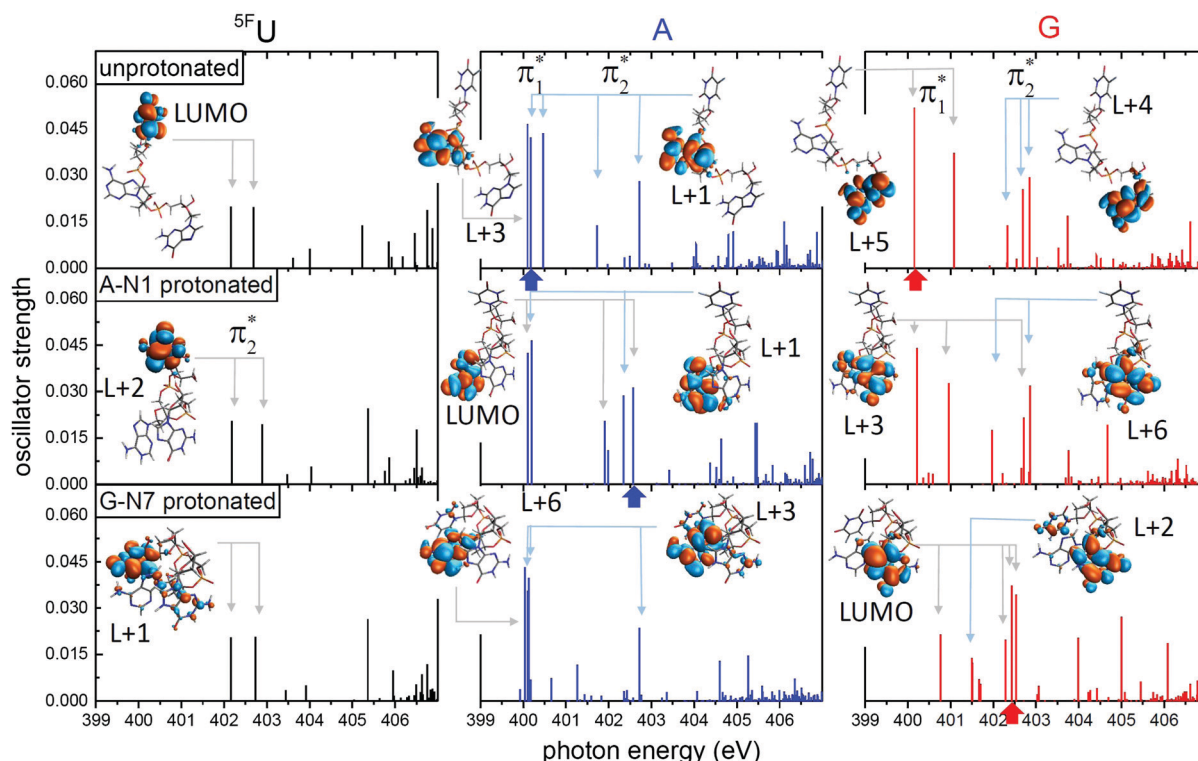 5FU
A
G
oscillator strength
0.060
0.045
0.030
0.015
0.000
unprotonated
LUMO
π1*
π2*
L+3
L+1
π1*
π2*
L+5
L+4
0.060
0.045
0.030
0.015
0.000
A-N1 protonated
π2*
L+2
LUMO
L+1
L+3
L+6
0.060
0.045
0.030
0.015
0.000
G-N7 protonated
L+1
L+6
L+3
LUMO
L+2
399 400 401 402 403 404 405 406
399 400 401 402 403 404 405 406
399 400 401 402 403 404 405 406
photon energy (eV)